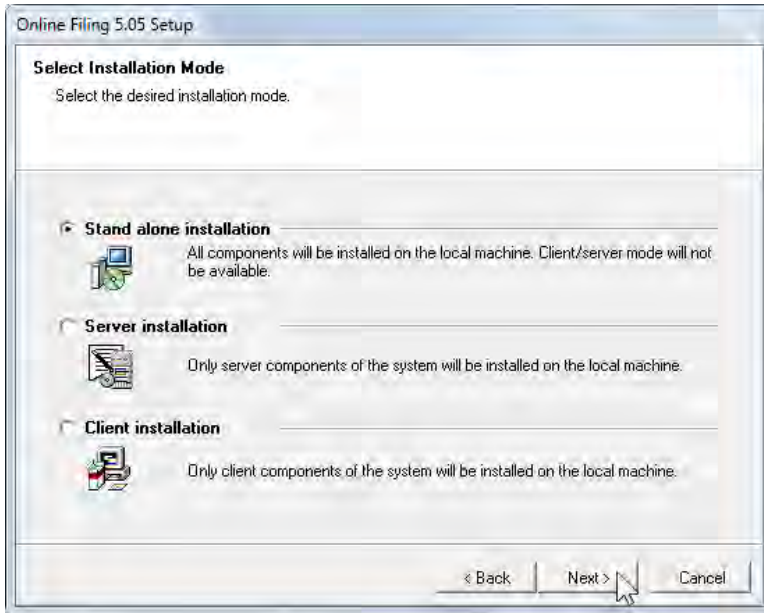 Online Filing 5.05 Setup
Select Installation Mode
Select the desired installation mode.
Stand alone installation
All components will be installed on the local machine. Client/server mode will not
be available.
Server installation
Only server components of the system will be installed on the local machine.
Client installation
Only client components of the system will be installed on the local machine.
< Back Next > Cancel